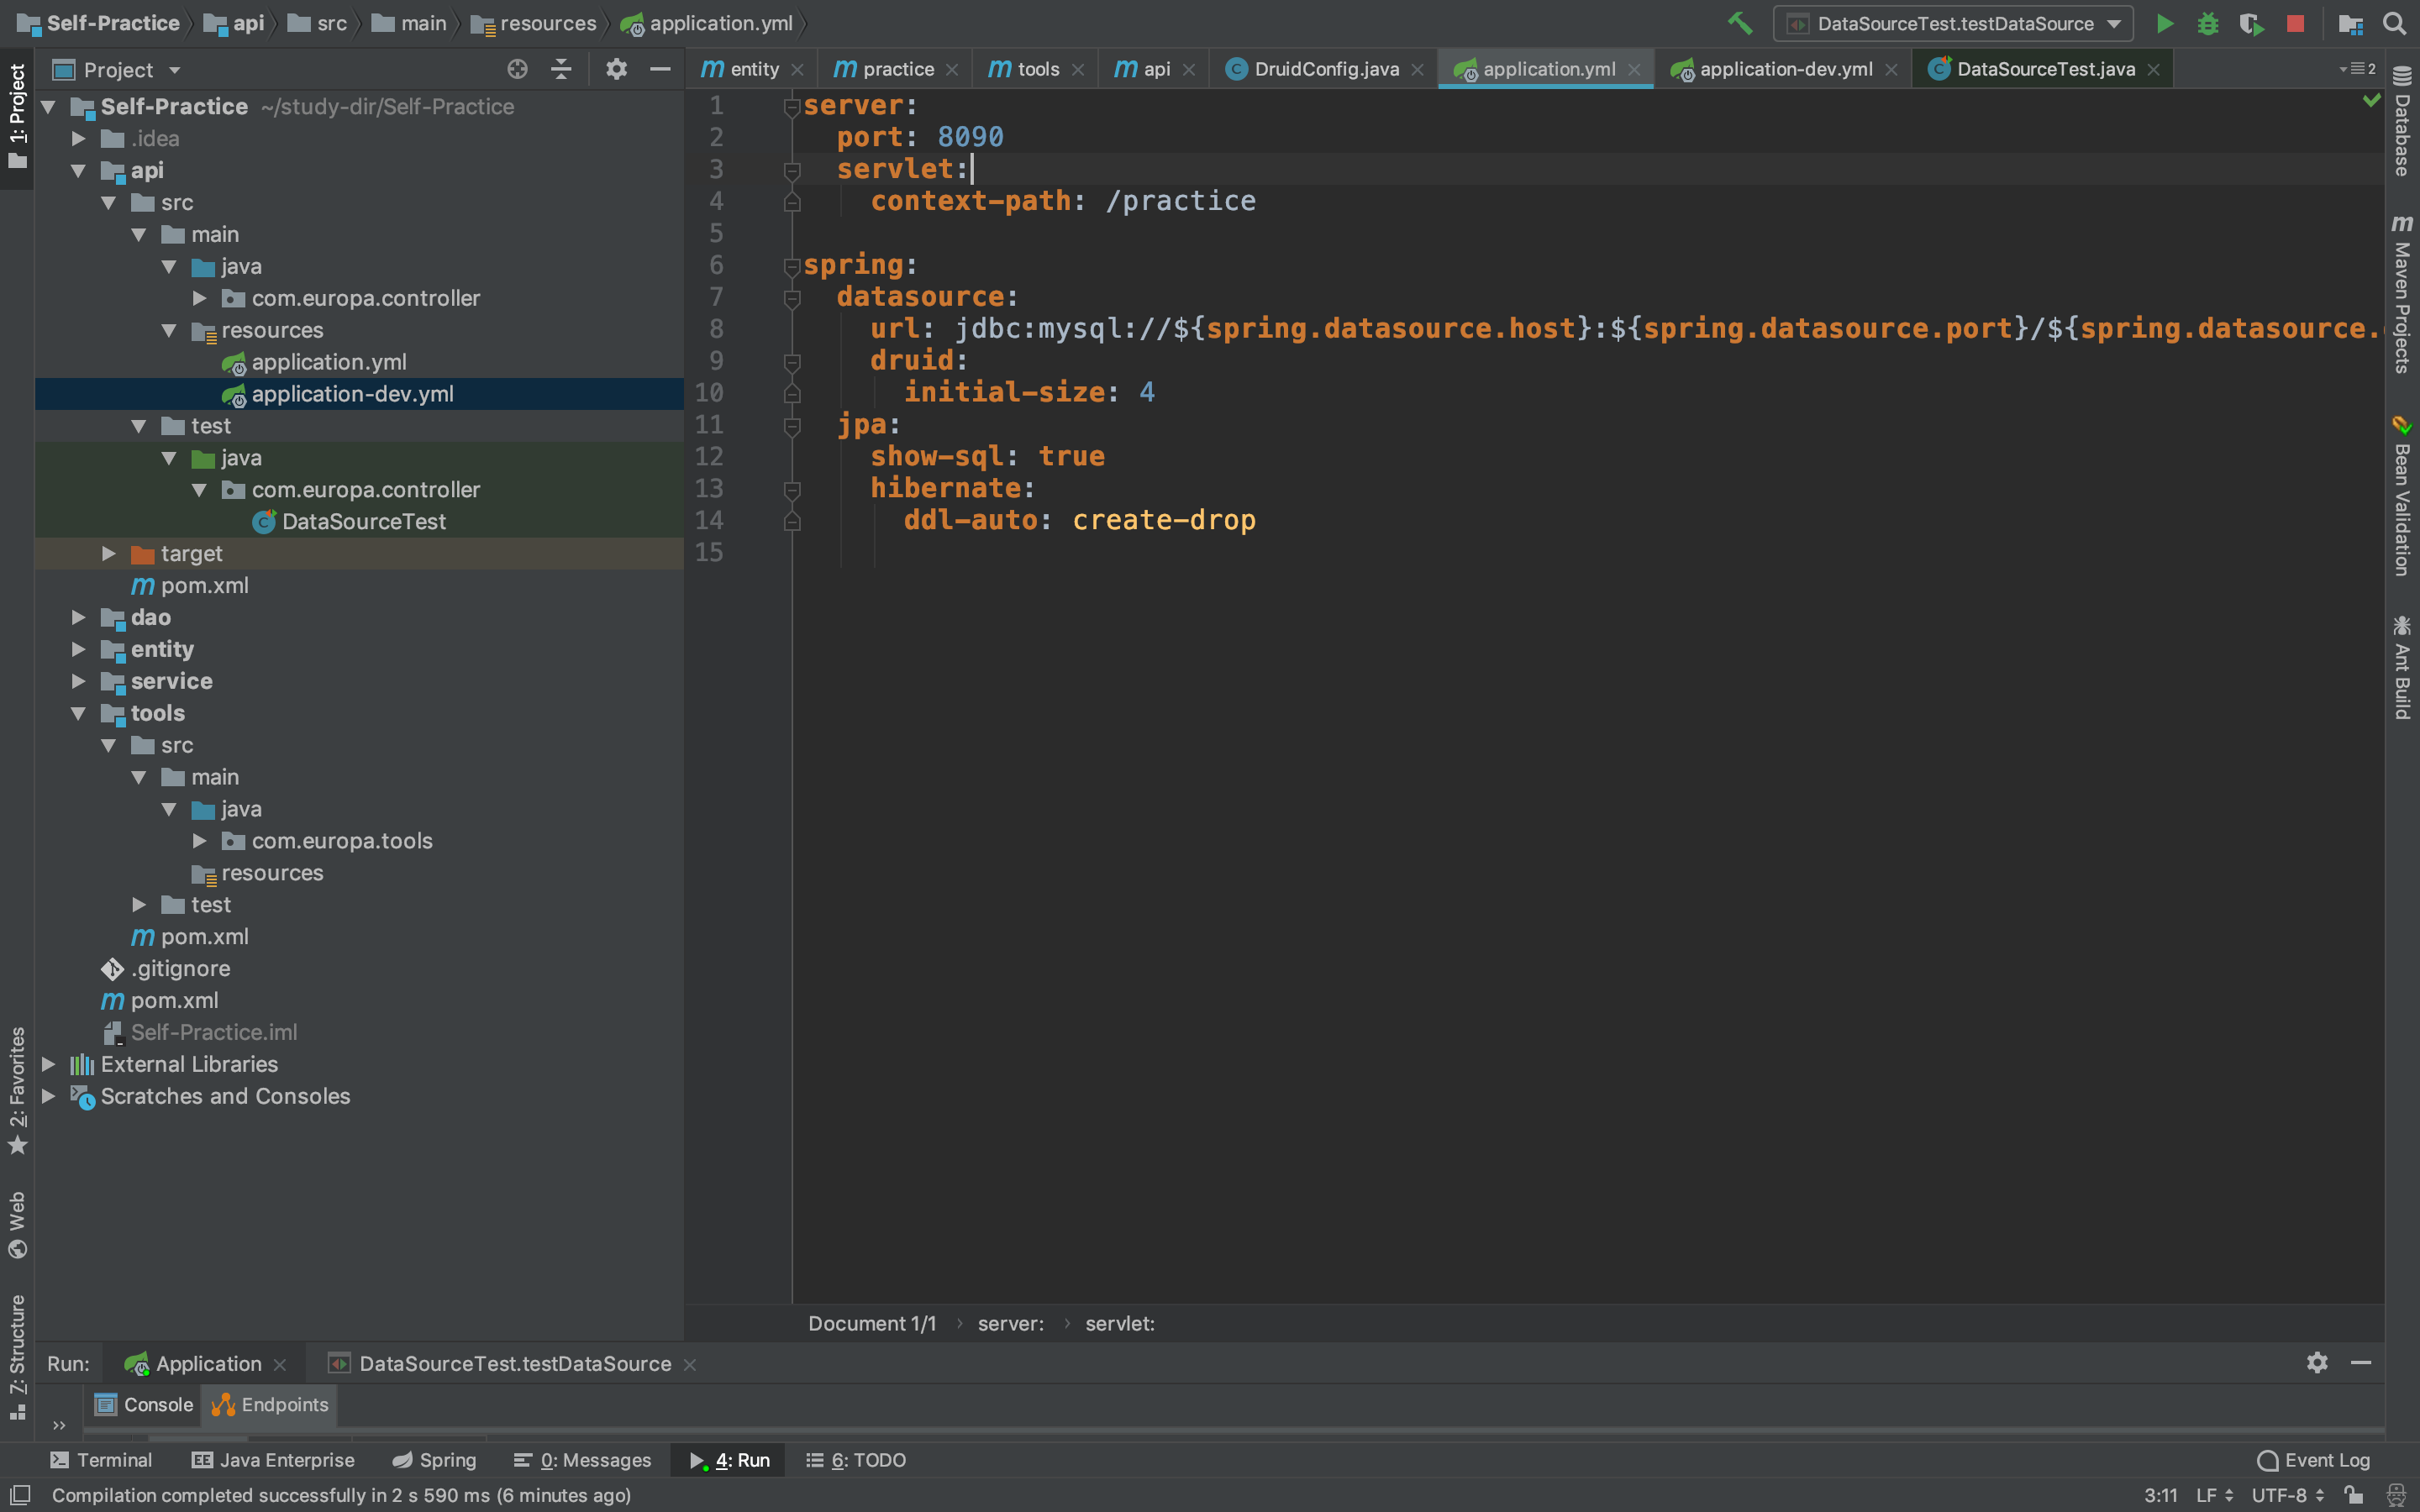 Self-Practice api src main resources application.yml DataSourceTest.testDataSource
Project
entity practice tools api DruidConfig.java application.yml application-dev.yml DataSourceTest.java 2
1: Project
Self-Practice ~/study-dir/Self-Practice
.idea
api
src
main
java
com.europa.controller
resources
application.yml
application-dev.yml
test
java
com.europa.controller
DataSourceTest
target
pom.xml
dao
entity
service
tools
src
main
java
com.europa.tools
resources
test
pom.xml
.gitignore
pom.xml
Self-Practice.iml
External Libraries
Scratches and Consoles
2: Favorites
Web
7: Structure
1 server:
2 port: 8090
3 servlet:
4 context-path: /practice
5
6 spring:
7 datasource:
8 url: jdbc:mysql://${spring.datasource.host}:${spring.datasource.port}/${spring.datasource.
9 druid:
10 initial-size: 4
11 jpa:
12 show-sql: true
13 hibernate:
14 ddl-auto: create-drop
15
Document 1/1 › server: › servlet:
Database
Maven Projects
Bean Validation
Ant Build
Run: Application DataSourceTest.testDataSource
Console Endpoints
Terminal Java Enterprise Spring 0: Messages 4: Run 6: TODO Event Log
Compilation completed successfully in 2 s 590 ms (6 minutes ago) 3:11 LF UTF-8